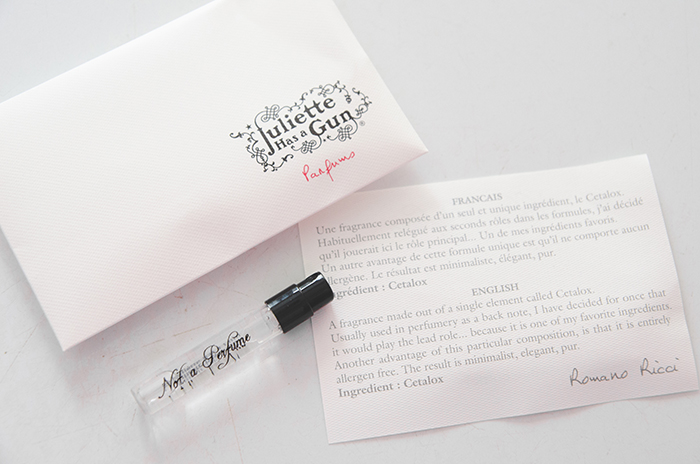 Juliette
Has a
Gun®
Parfums
FRANCAIS
Une fragrance composée d'un seul et unique ingrédient, le Cetalox.
Habituellement relégué aux seconds rôles dans les formules, j'ai décidé
qu'il jouerait ici le rôle principal... Un de mes ingrédients favoris.
Un autre avantage de cette formule unique est qu'il ne comporte aucun
allergène. Le résultat est minimaliste, élégant, pur.
Ingrédient : Cetalox
ENGLISH
A fragrance made out of a single element called Cetalox.
Usually used in perfumery as a back note, I have decided for once that
it would play the lead role... because it is one of my favorite ingredients.
Another advantage of this particular composition, is that it is entirely
allergen free. The result is minimalist, elegant, pur.
Ingredient : Cetalox
Romano Ricci
Not a Perfume